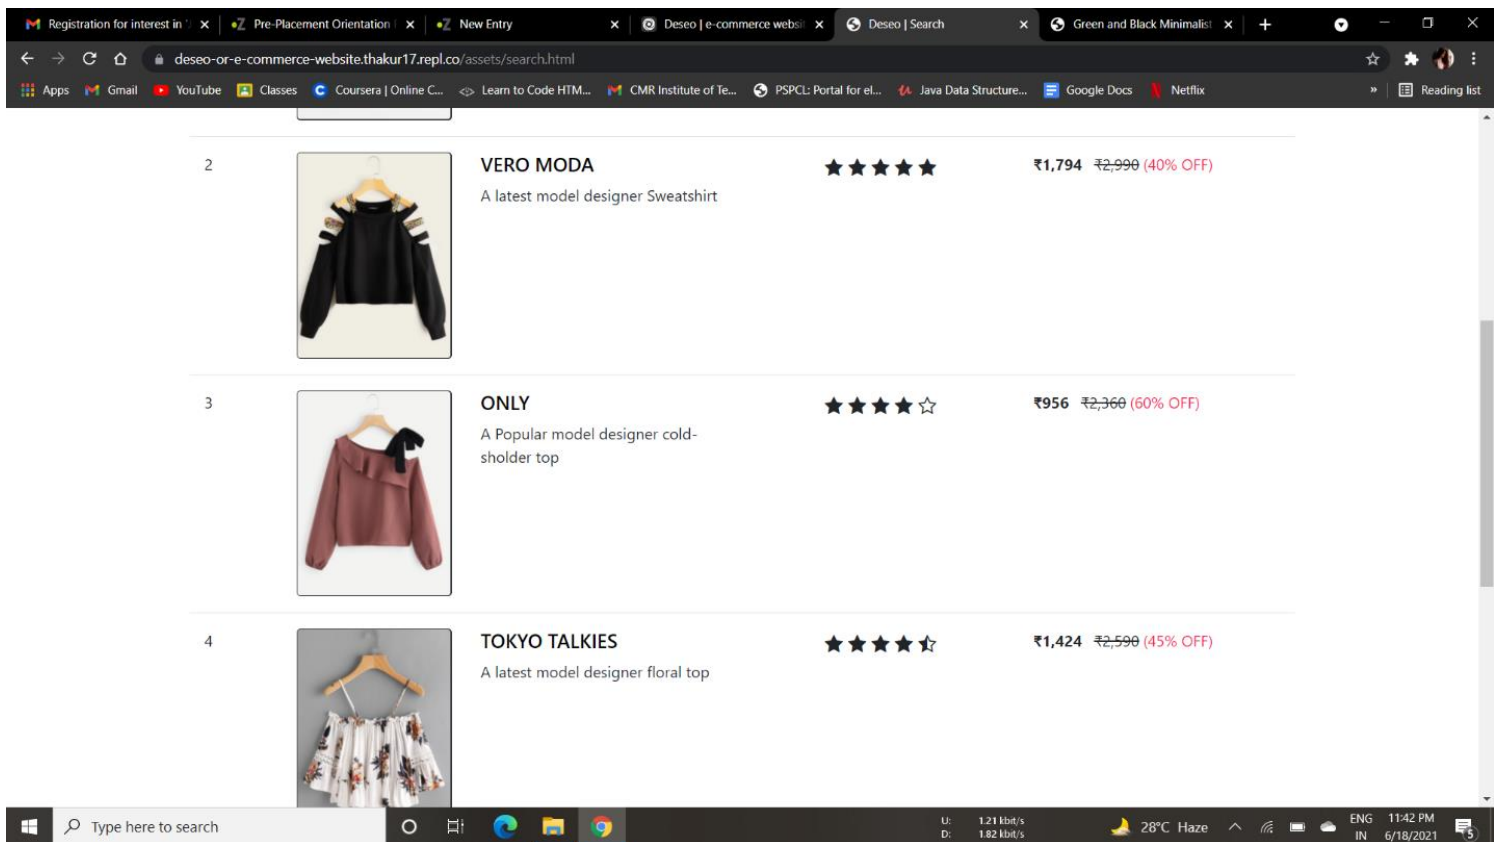 Registration for interest in '
Pre-Placement Orientation
New Entry
Deseo | e-commerce websi
Deseo | Search
Green and Black Minimalist
deseo-or-e-commerce-website.thakur17.repl.co/assets/search.html
Apps
Gmail
YouTube
Classes
Coursera | Online C...
Learn to Code HTM...
CMR Institute of Te...
PSPCL: Portal for el...
Java Data Structure...
Google Docs
Netflix
»
Reading list
2
VERO MODA
₹1,794 ₹2,990 (40% OFF)
A latest model designer Sweatshirt
3
ONLY
₹956 ₹2,360 (60% OFF)
A Popular model designer cold-
sholder top
4
TOKYO TALKIES
₹1,424 ₹2,590 (45% OFF)
A latest model designer floral top
Type here to search
U: 1.21 kbit/s
D: 1.82 kbit/s
28°C Haze
ENG
IN
11:42 PM
6/18/2021
5